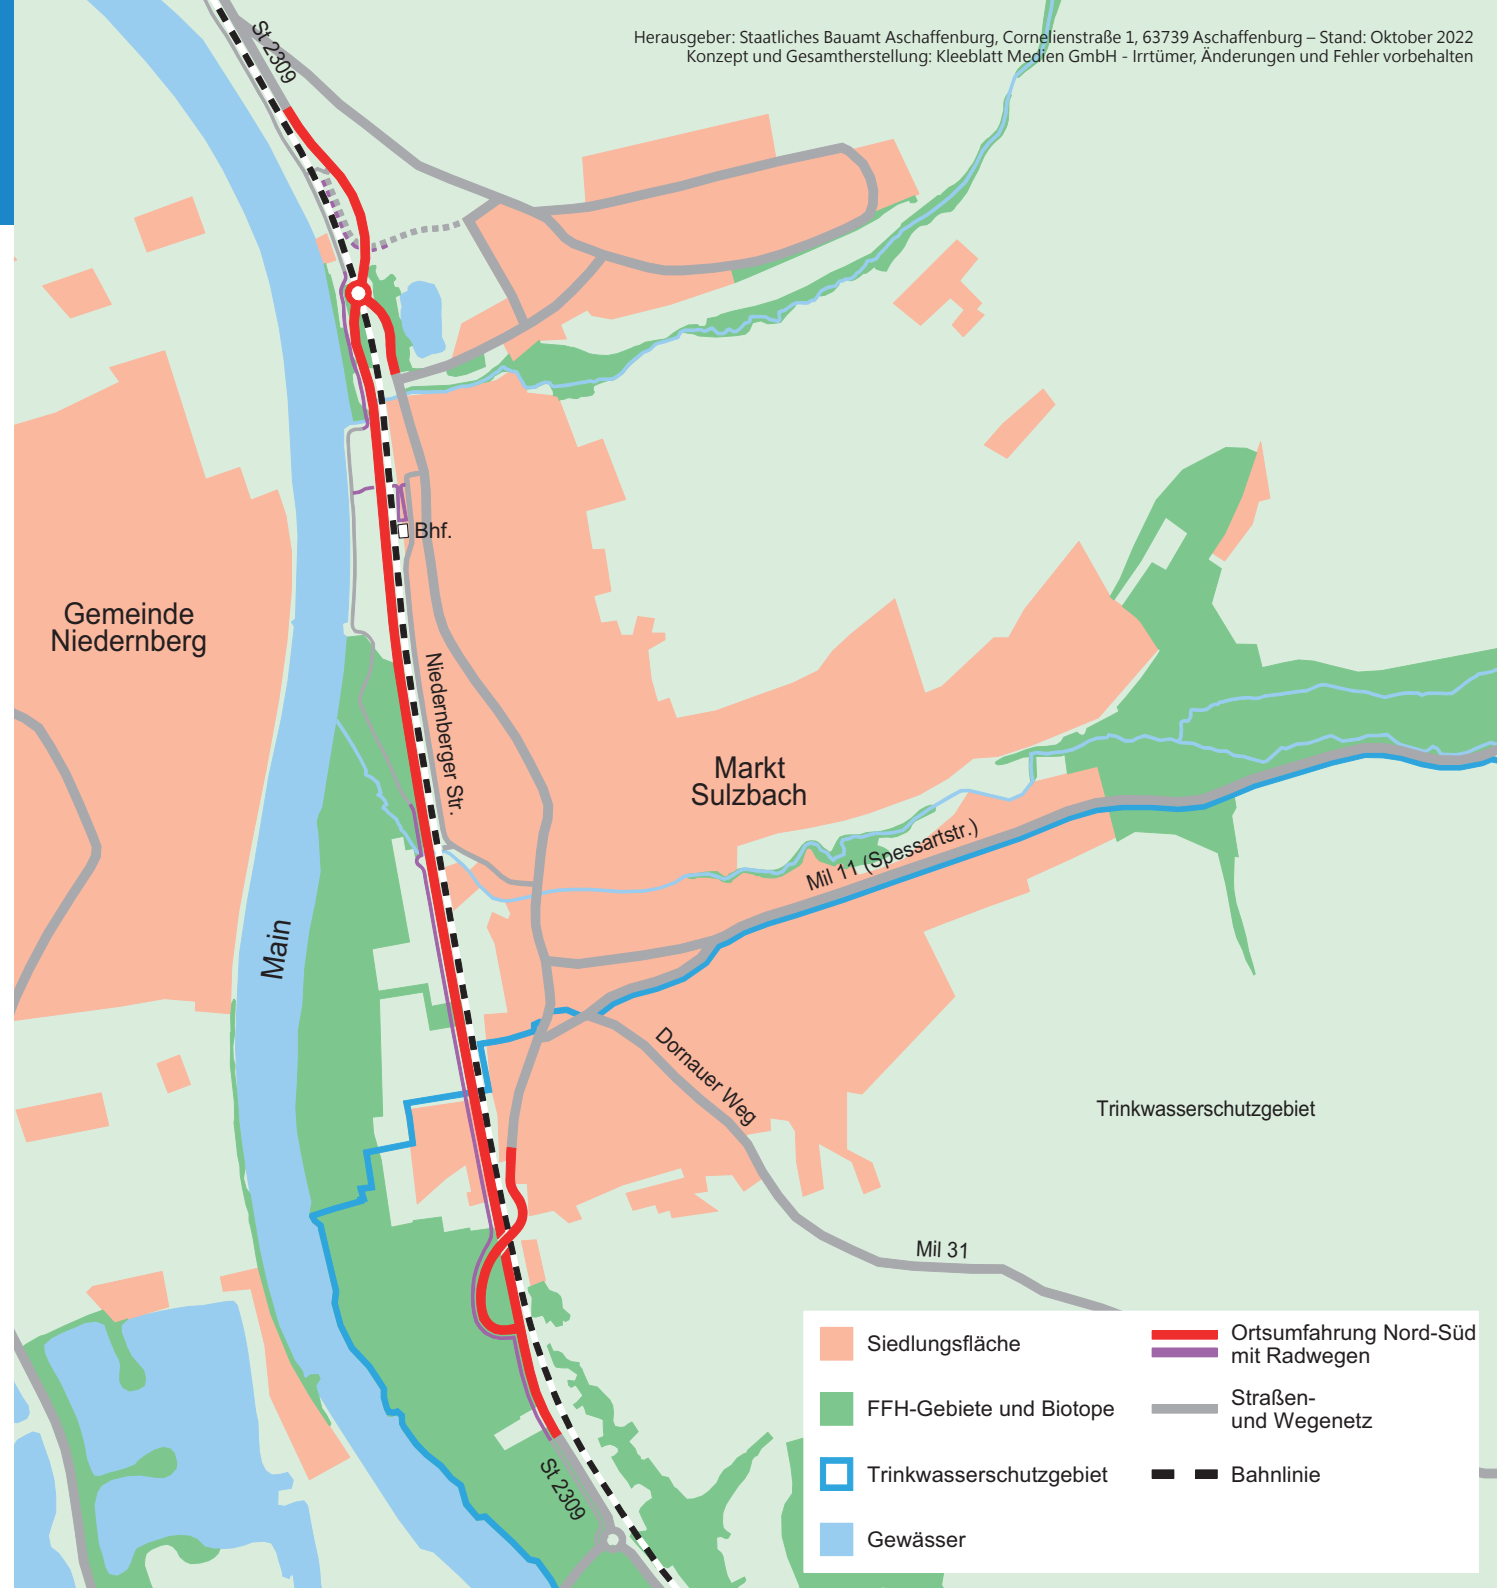 St 2309
Herausgeber: Staatliches Bauamt Aschaffenburg, Cornelienstraße 1, 63739 Aschaffenburg – Stand: Oktober 2022
Konzept und Gesamtherstellung: Kleeblatt Medien GmbH - Irrtümer, Änderungen und Fehler vorbehalten
Bhf.
Gemeinde
Niedernberg
Niedernberger Str.
Markt
Sulzbach
Mil 11 (Spessartstr.)
Main
Dornauer Weg
Trinkwasserschutzgebiet
Mil 31
St 2309
Siedlungsfläche
FFH-Gebiete und Biotope
Trinkwasserschutzgebiet
Gewässer
Ortsumfahrung Nord-Süd
mit Radwegen
Straßen-
und Wegenetz
Bahnlinie